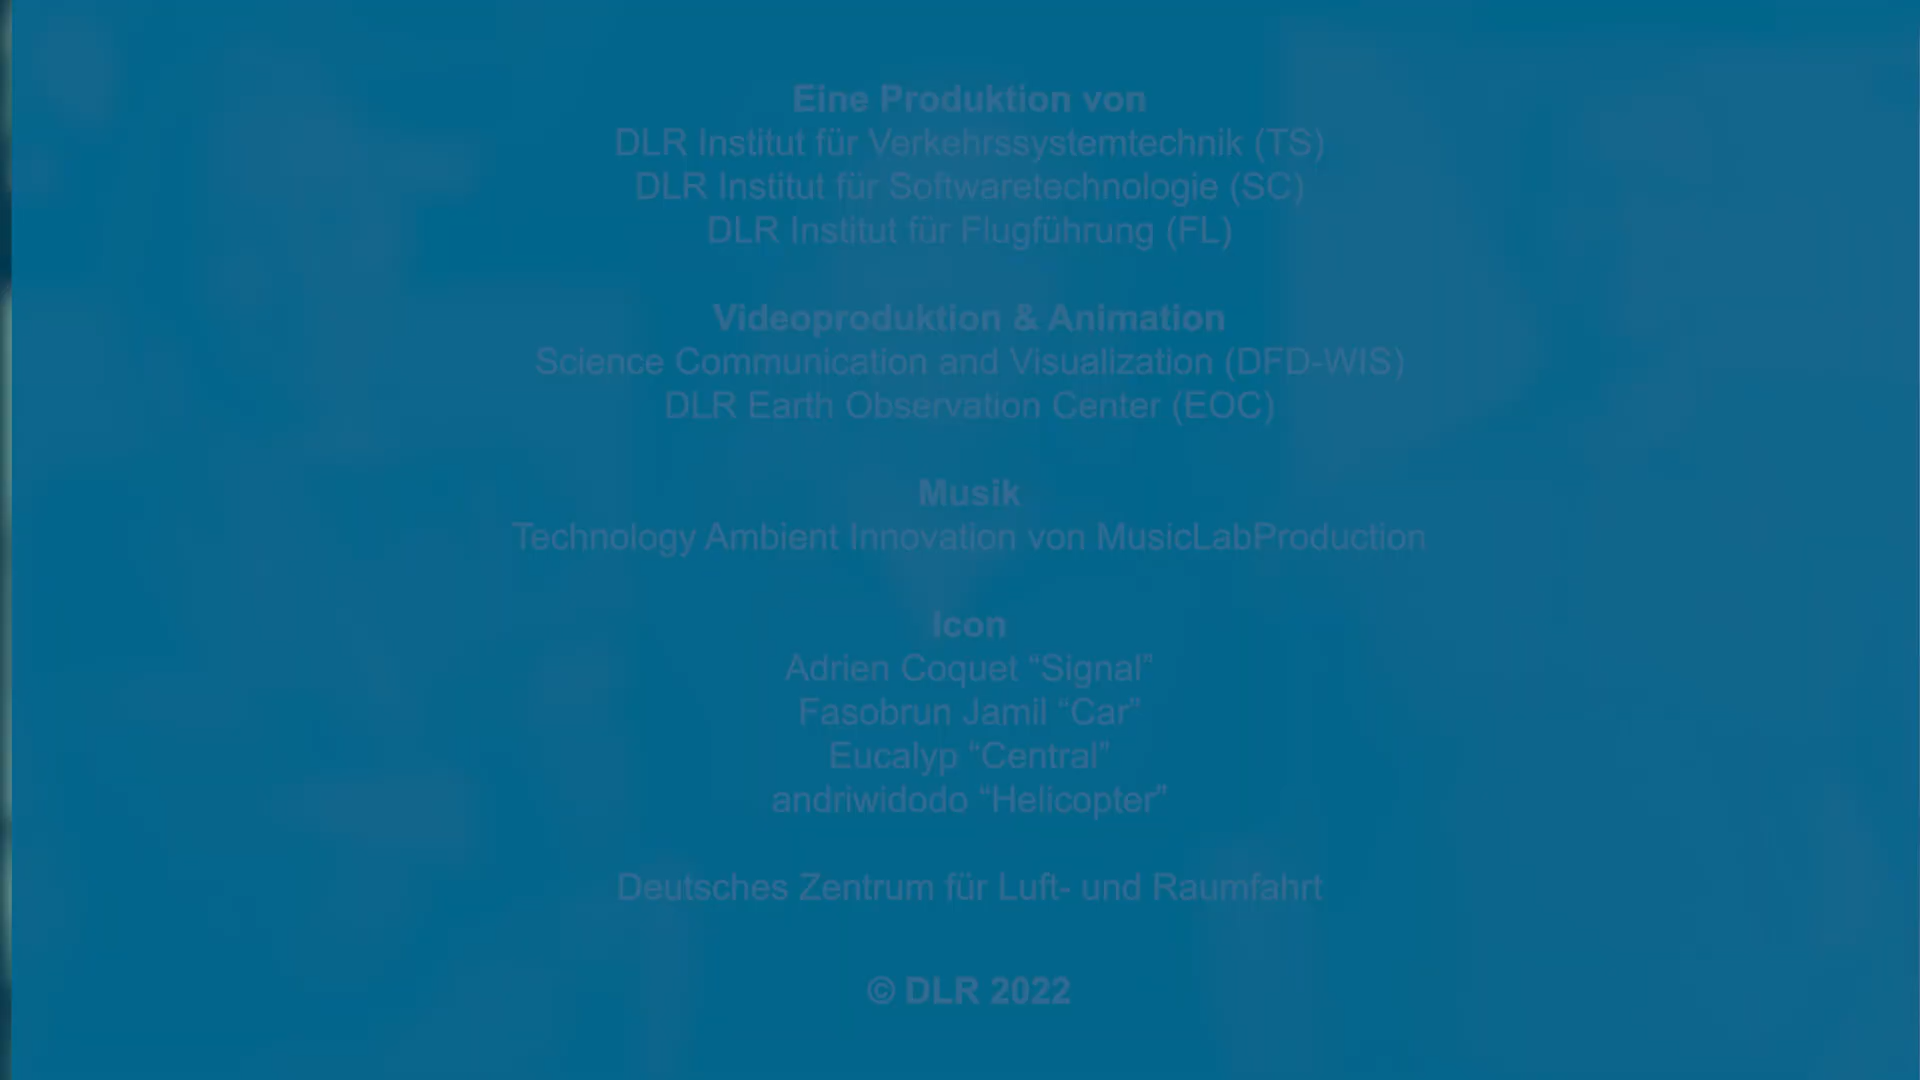 Eine Produktion von
DLR Institut für Verkehrssystemtechnik (TS)
DLR Institut für Softwaretechnologie (SC)
DLR Institut für Flugführung (FL)
Videoproduktion & Animation
Science Communication and Visualization (DFD-WIS)
DLR Earth Observation Center (EOC)
Musik
Technology Ambient Innovation von MusicLabProduction
Icon
Adrien Coquet “Signal”
Fasobrun Jamil “Car”
Eucalyp “Central”
andriwidodo “Helicopter”
Deutsches Zentrum für Luft- und Raumfahrt
© DLR 2022